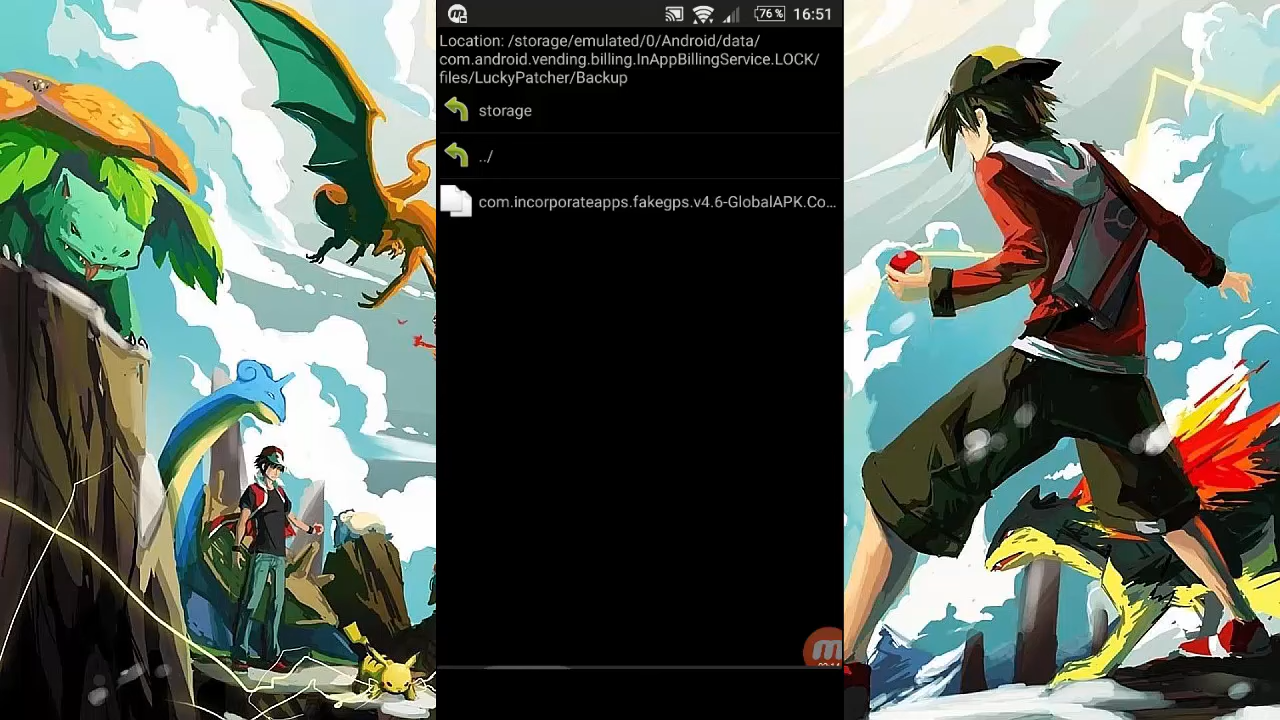 76 % 16:51
Location: /storage/emulated/0/Android/data/
com.android.vending.billing.InAppBillingService.LOCK/
files/LuckyPatcher/Backup
storage
../
com.incorporateapps.fakegps.v4.6-GlobalAPK.Co...